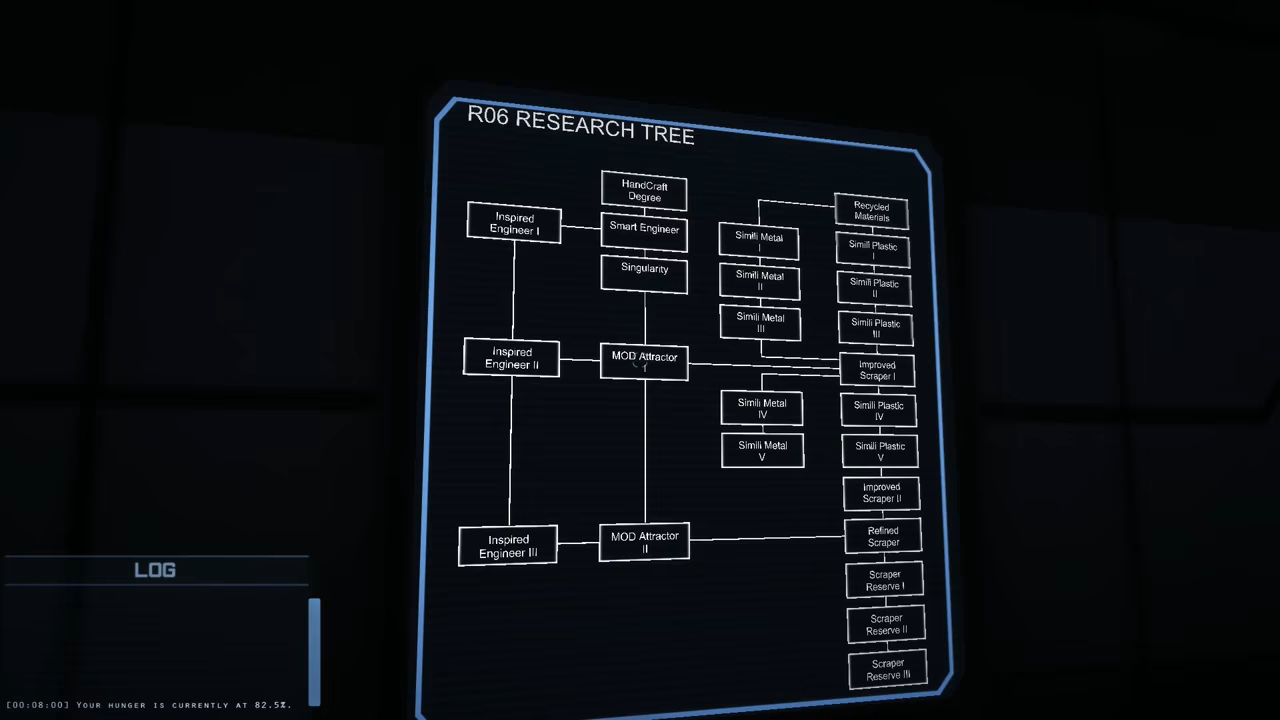 R06 RESEARCH TREE
HandCraft
Degree
Inspired
Engineer I
Smart Engineer
Singularity
Inspired
Engineer II
MOD Attractor
I
Inspired
Engineer III
MOD Attractor
II
Simili Metal
I
Simili Metal
II
Simili Metal
III
Simili Metal
IV
Simili Metal
V
Recycled
Materials
Simili Plastic
I
Simili Plastic
II
Simili Plastic
III
Improved
Scraper I
Simili Plastic
IV
Simili Plastic
V
Improved
Scraper II
Refined
Scraper
Scraper
Reserve I
Scraper
Reserve II
Scraper
Reserve III
LOG
[00:08:00] YOUR HUNGER IS CURRENTLY AT 82.5%.